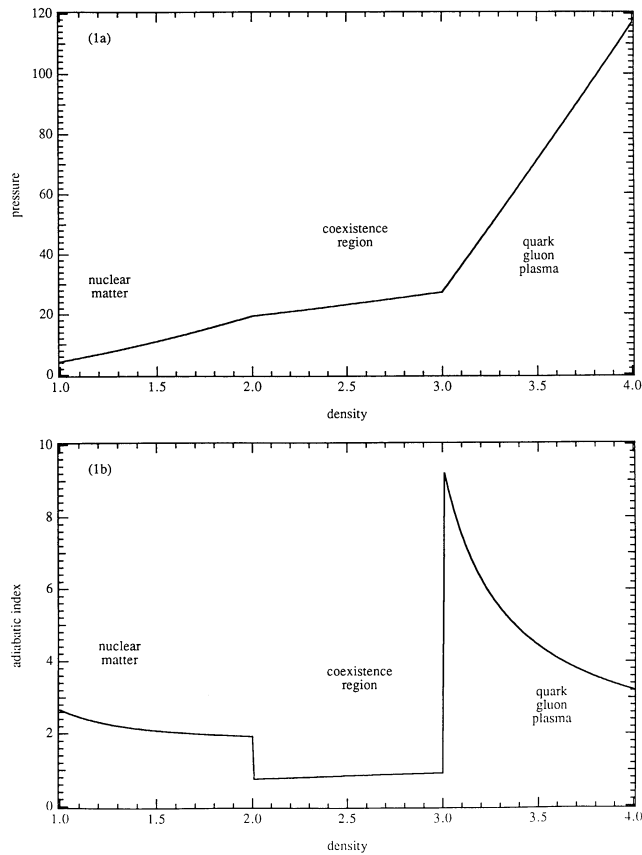 120
(1a)
100
80
pressure
60
coexistence
region
quark
gluon
plasma
40
nuclear
matter
20
0
1.0 1.5 2.0 2.5 3.0 3.5 4.0
density
10
(1b)
8
adiabatic index
6
nuclear
matter
4
coexistence
region
quark
gluon
plasma
2
0
1.0 1.5 2.0 2.5 3.0 3.5 4.0
density